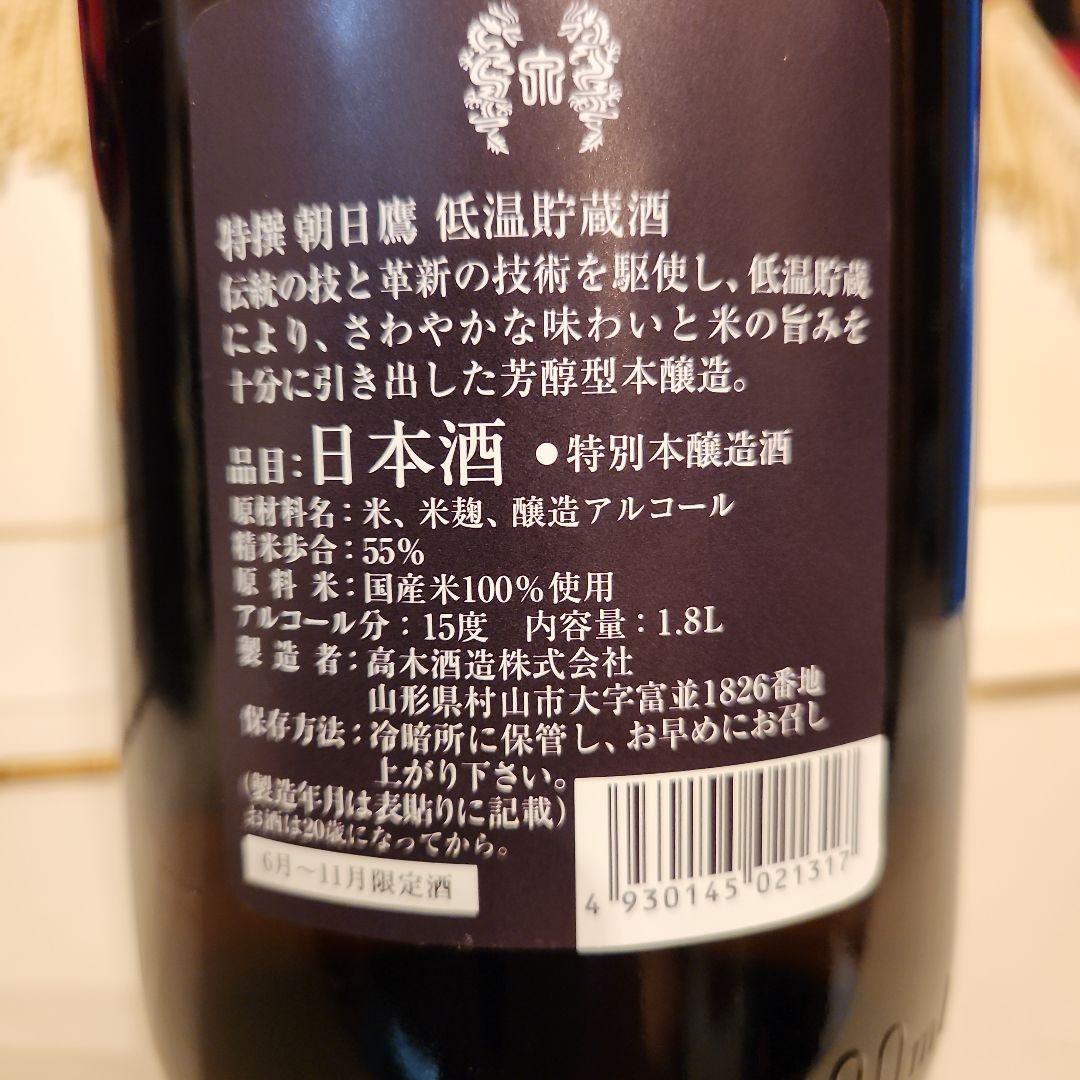 特撰 朝日鷹 低温貯蔵酒
伝統の技と革新の技術を駆使し、低温貯蔵
により、さわやかな味わいと米の旨みを
十分に引き出した芳醇型本醸造。
品目：日本酒 ●特別本醸造酒
原材料名：米、米麹、醸造アルコール
精米歩合：55％
原料米：国産米100％使用
アルコール分：15度 内容量：1.8L
製造者：高木酒造株式会社
山形県村山市大字富並1826番地
保存方法：冷暗所に保管し、お早めにお召し
上がり下さい。
（製造年月は表貼りに記載）
お酒は20歳になってから。
6月～11月限定酒
4 930145 021317